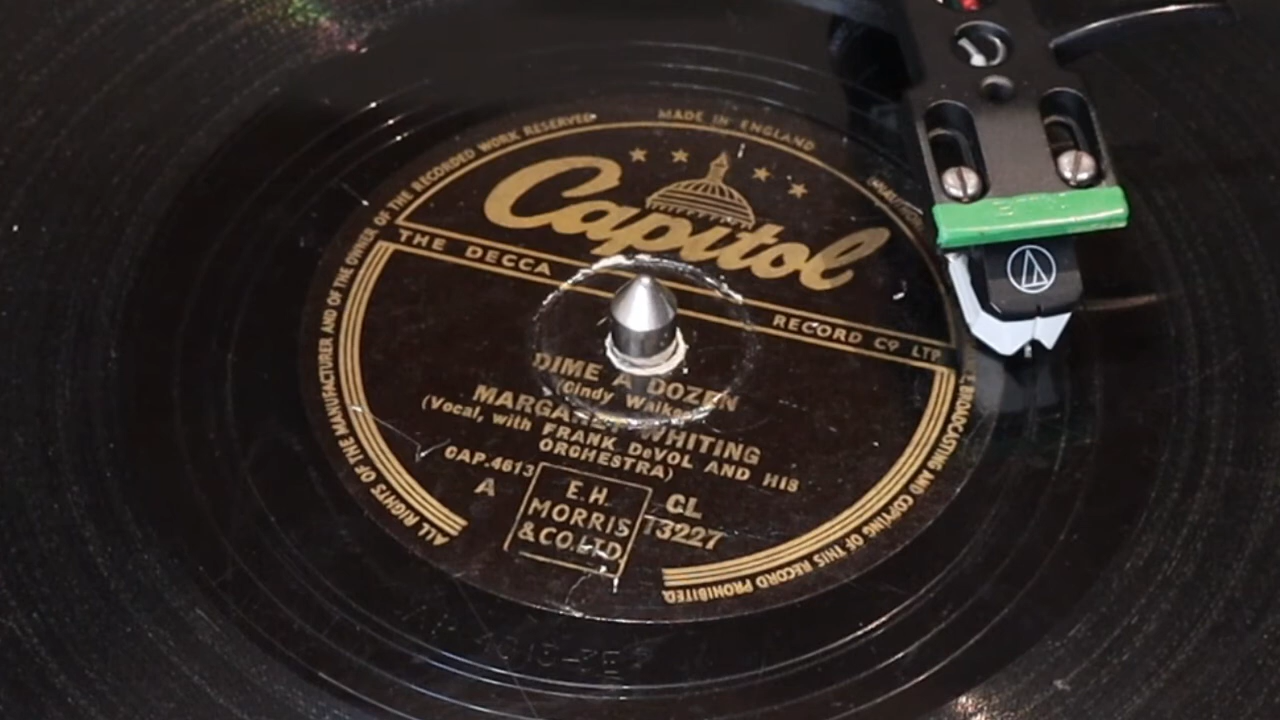 ALL RIGHTS OF THE MANUFACTURER AND OF THE OWNER OF THE RECORDED WORK RESERVED
MADE IN ENGLAND
BROADCASTING AND COPYING OF THIS RECORD PROHIBITED
Capitol
THE DECCA RECORD CO LTD
DIME A DOZEN
(Cindy Walker
MARGARET WHITING
(Vocal, with FRANK DeVOL AND HIS
ORCHESTRA)
CAP.4613
A
E.H.
MORRIS
& CO. LTD
CL
13227